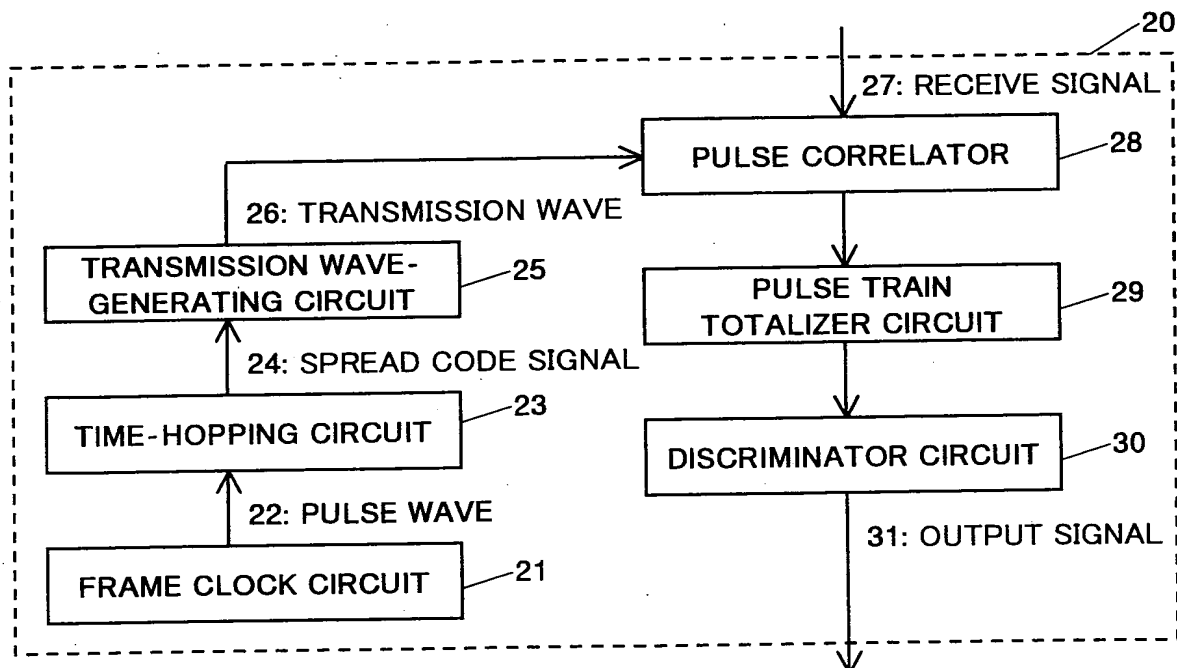 20
27: RECEIVE SIGNAL
PULSE CORRELATOR
28
26: TRANSMISSION WAVE
TRANSMISSION WAVE-
GENERATING CIRCUIT
25
PULSE TRAIN
TOTALIZER CIRCUIT
29
24: SPREAD CODE SIGNAL
23
TIME-HOPPING CIRCUIT
DISCRIMINATOR CIRCUIT
30
22: PULSE WAVE
31: OUTPUT SIGNAL
FRAME CLOCK CIRCUIT
21